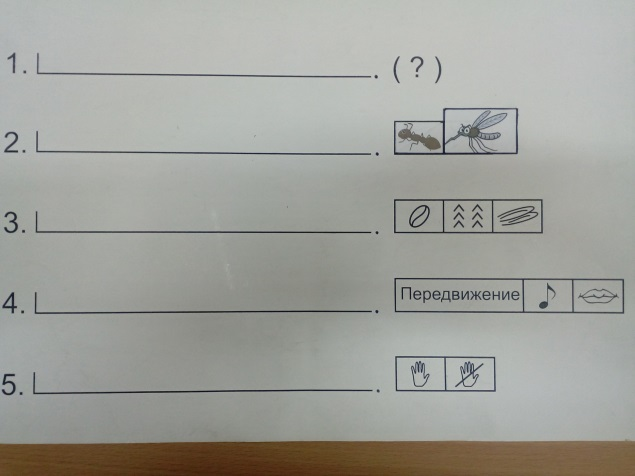 1. . ( ? )
2. .
3. .
4. . Передвижение
5. .